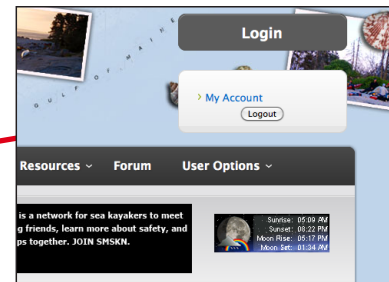 Login
GULF OF MAINE
My Account
Logout
Resources
Forum
User Options
is a network for sea kayakers to meet
g friends, learn more about safety, and
ps together. JOIN SMSKN.
Sunrise: 05:09 AM
Sunset: 08:22 PM
Moon Rise: 05:17 PM
Moon Set: 01:34 AM